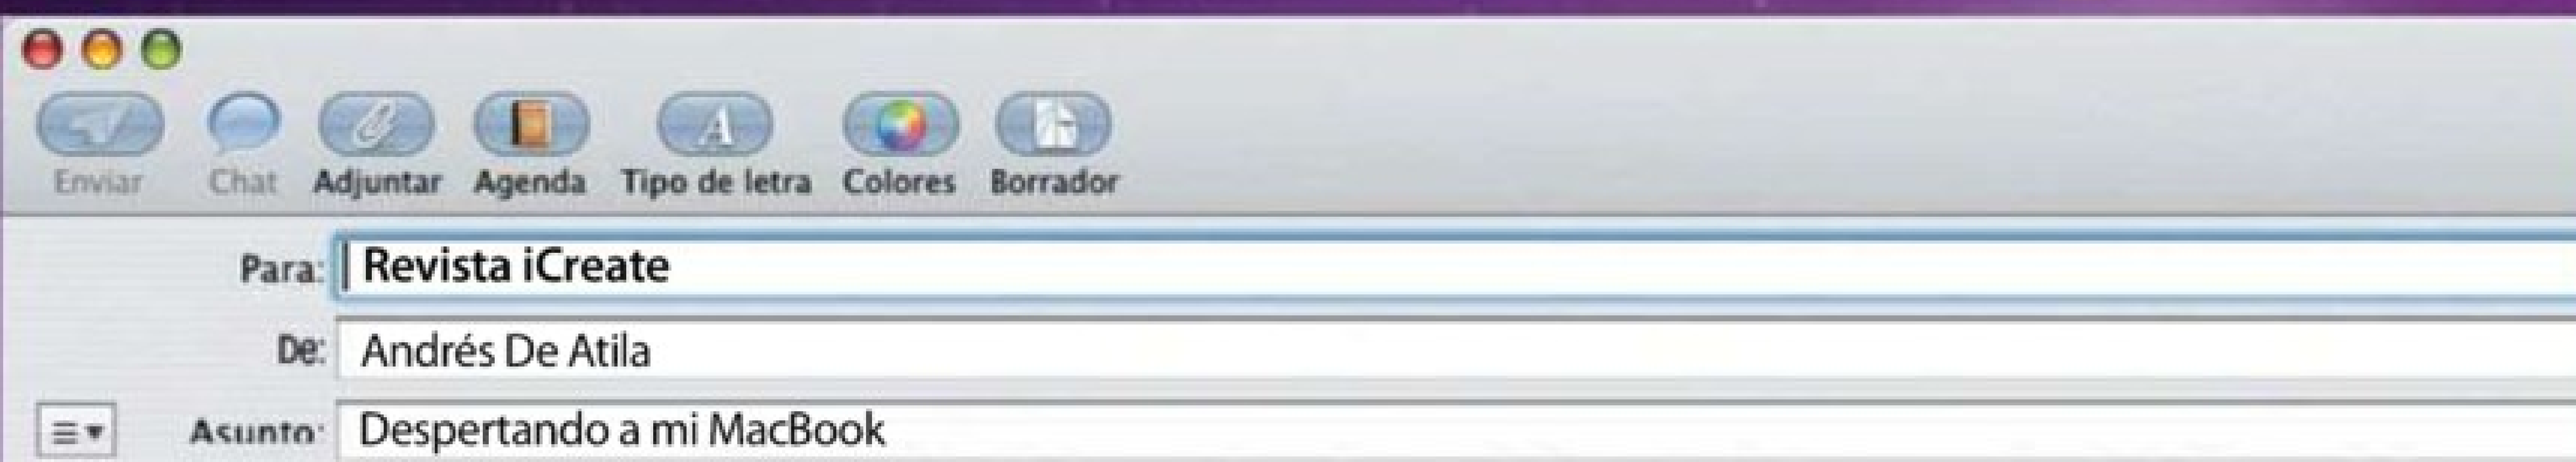 Enviar Chat Adjuntar Agenda Tipo de letra Colores Borrador
Para: Revista iCreate
De: Andrés De Atila
Asunto: Despertando a mi MacBook